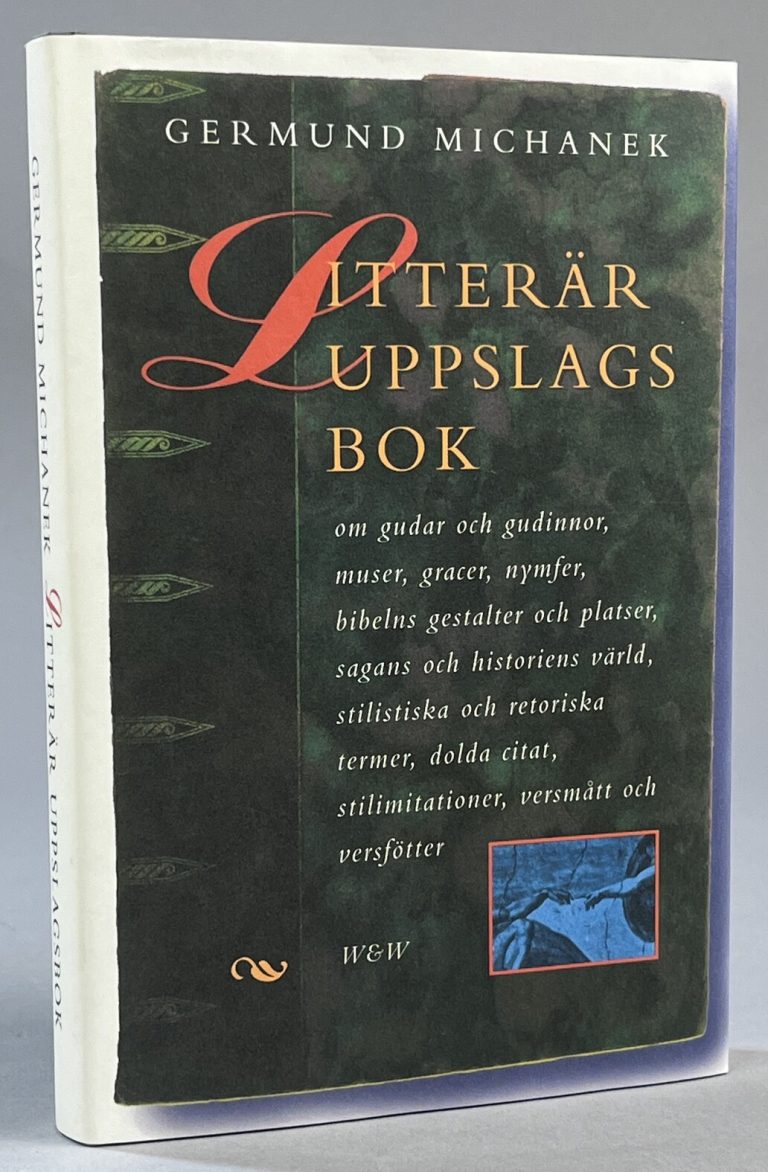 GERMUND MICHANEK
LITTERÄR
UPPSLAGS
BOK
om gudar och gudinnor,
muser, gracer, nymfer,
bibelns gestalter och platser,
sagans och historiens värld,
stilistiska och retoriska
termer, dolda citat,
stilimitationer, versmått och
versfötter
W&W
GERMUND MICHANEK LITTERÄR UPPSLAGSBOK